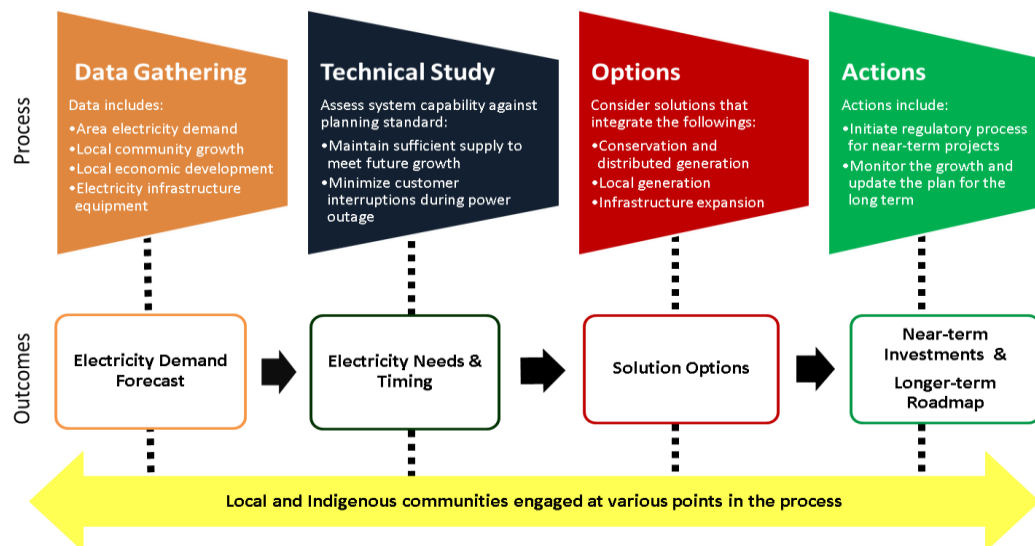 Process
Data Gathering
Data includes:
•Area electricity demand
•Local community growth
•Local economic development
•Electricity infrastructure
equipment
Technical Study
Assess system capability against
planning standard:
•Maintain sufficient supply to
meet future growth
•Minimize customer
interruptions during power
outage
Options
Consider solutions that
integrate the followings:
•Conservation and
distributed generation
•Local generation
•Infrastructure expansion
Actions
Actions include:
•Initiate regulatory process
for near-term projects
•Monitor the growth and
update the plan for the
long term
Outcomes
Electricity Demand
Forecast
Electricity Needs &
Timing
Solution Options
Near-term
Investments &
Longer-term
Roadmap
Local and Indigenous communities engaged at various points in the process